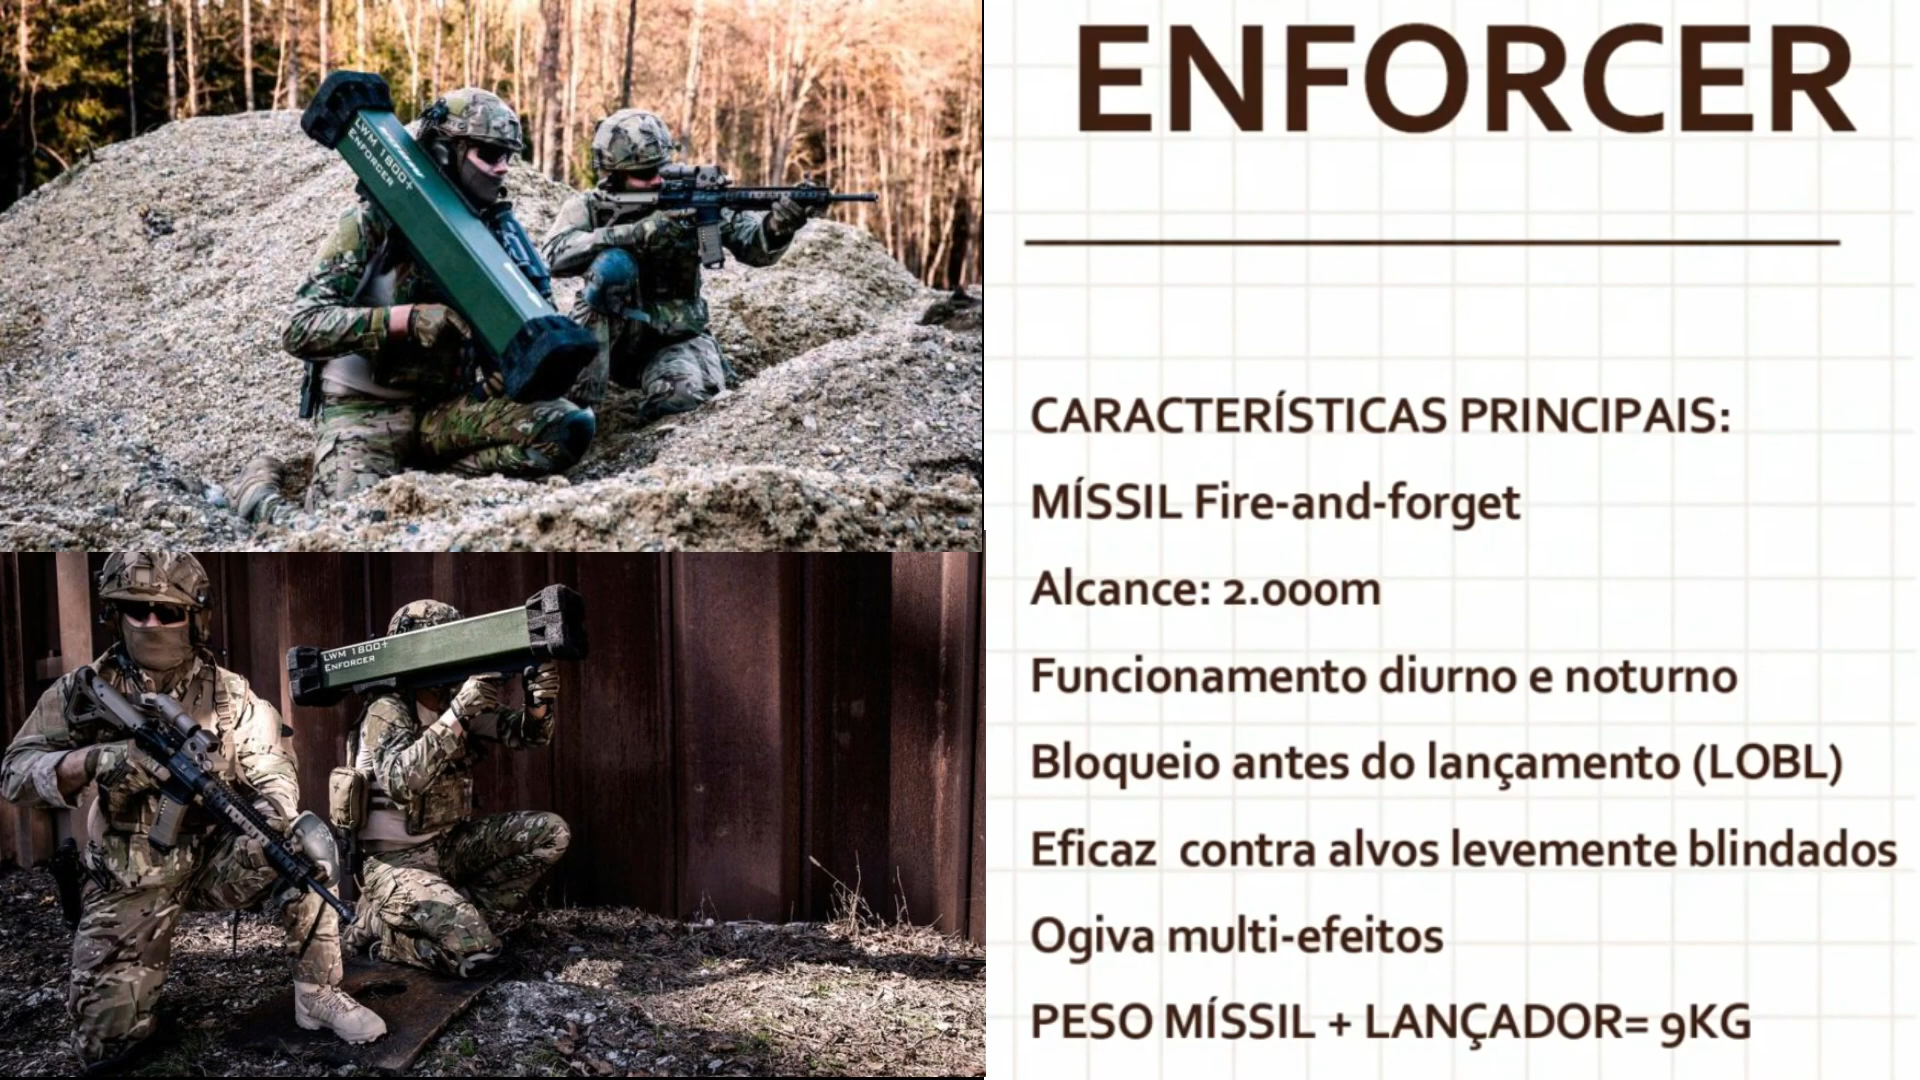 LWM 1800+
ENFORCER
LWM 1800+
ENFORCER
ENFORCER
CARACTERÍSTICAS PRINCIPAIS:
MÍSSIL Fire-and-forget
Alcance: 2.000m
Funcionamento diurno e noturno
Bloqueio antes do lançamento (LOBL)
Eficaz contra alvos levemente blindados
Ogiva multi-efeitos
PESO MÍSSIL + LANÇADOR= 9KG